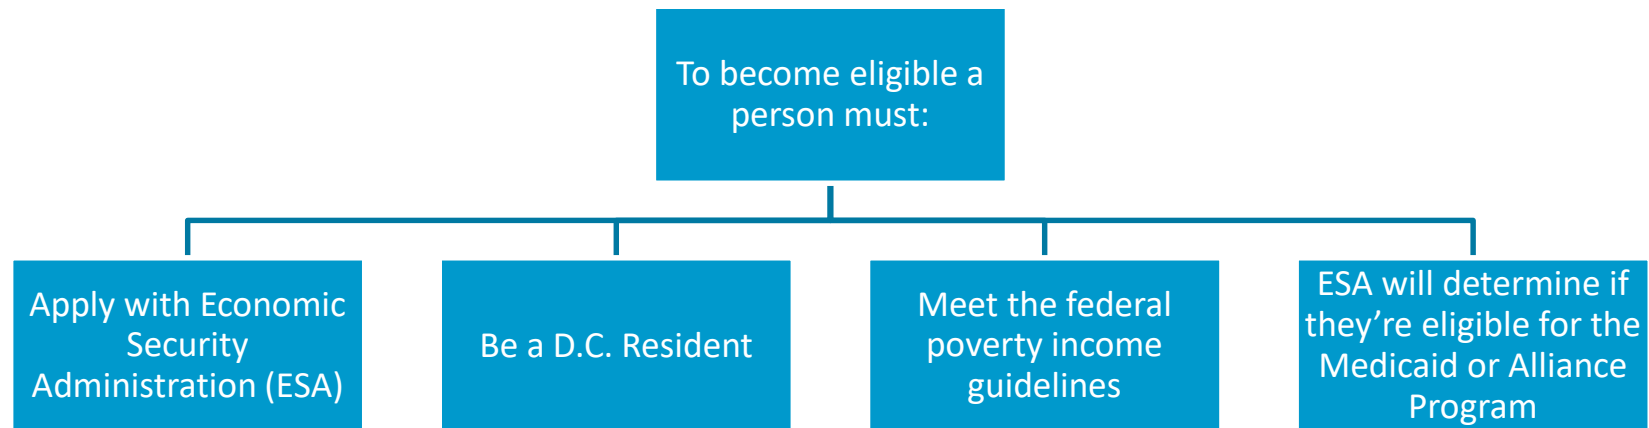 To become eligible a
person must:
Apply with Economic
Security
Administration (ESA)
Be a D.C. Resident
Meet the federal
poverty income
guidelines
ESA will determine if
they’re eligible for the
Medicaid or Alliance
Program